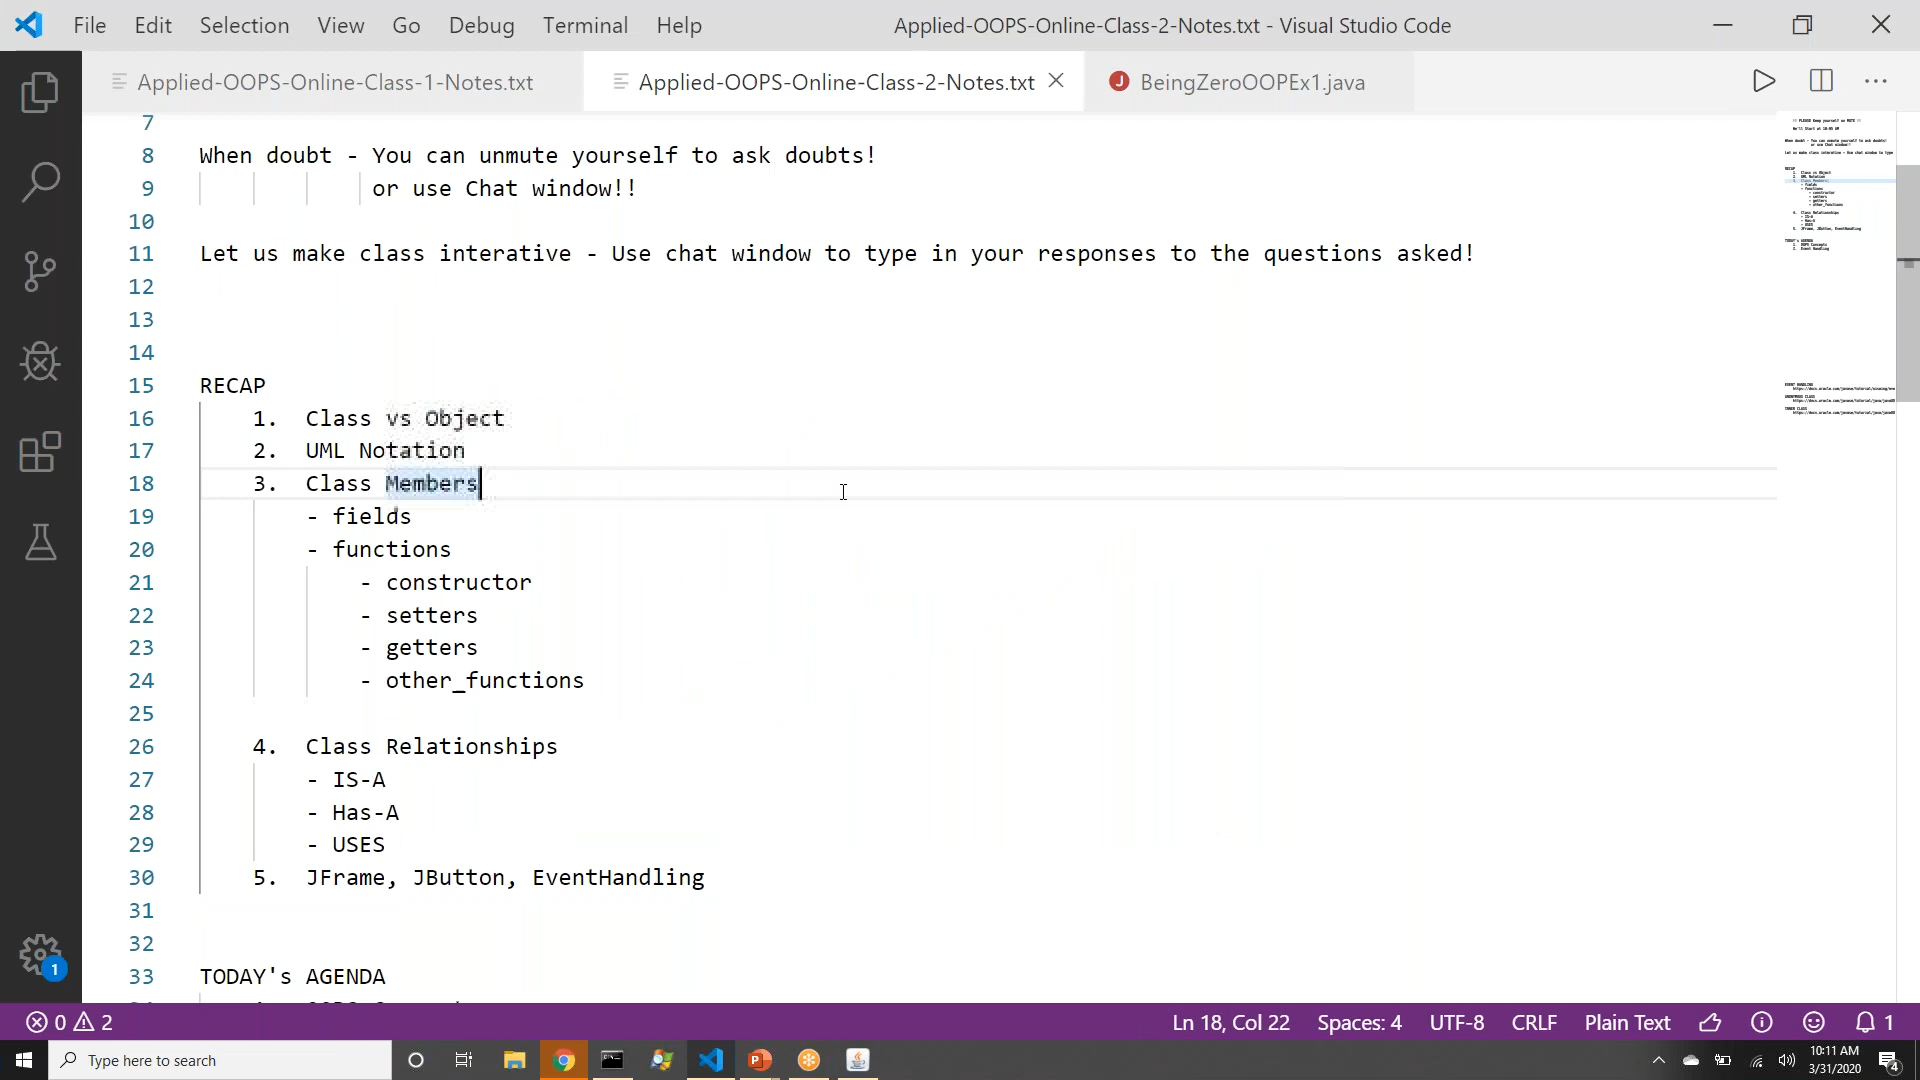 File Edit Selection View Go Debug Terminal Help Applied-OOPS-Online-Class-2-Notes.txt - Visual Studio Code
Applied-OOPS-Online-Class-1-Notes.txt Applied-OOPS-Online-Class-2-Notes.txt BeingZeroOOPEx1.java
7
8 When doubt - You can unmute yourself to ask doubts!
9 or use Chat window!!
10
11 Let us make class interative - Use chat window to type in your responses to the questions asked!
12
13
14
15 RECAP
16 1. Class vs Object
17 2. UML Notation
18 3. Class Members
19 - fields
20 - functions
21 - constructor
22 - setters
23 - getters
24 - other_functions
25
26 4. Class Relationships
27 - IS-A
28 - Has-A
29 - USES
30 5. JFrame, JButton, EventHandling
31
32
33 TODAY's AGENDA
0 2 Ln 18, Col 22 Spaces: 4 UTF-8 CRLF Plain Text 1
1
Type here to search
10:11 AM
3/31/2020
4